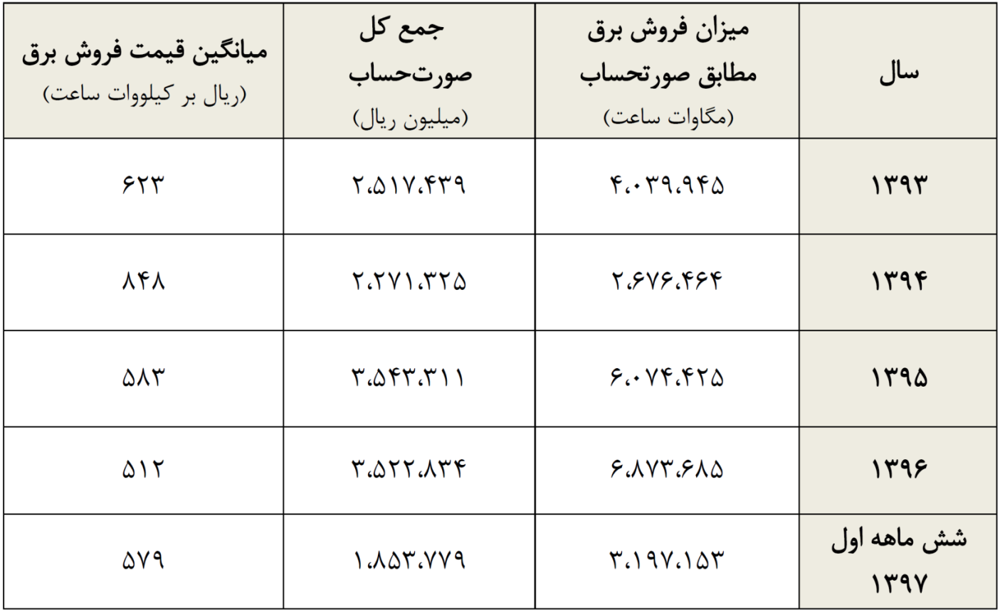 سال
میزان فروش برق
مطابق صورتحساب
(مگاوات ساعت)
جمع کل
صورت‌حساب
(میلیون ریال)
میانگین قیمت فروش برق
(ریال بر کیلووات ساعت)
۱۳۹۳ ۴،۰۳۹،۹۴۵ ۲،۵۱۷،۴۳۹ ۶۲۳
۱۳۹۴ ۲،۶۷۶،۴۶۴ ۲،۲۷۱،۳۲۵ ۸۴۸
۱۳۹۵ ۶،۰۷۴،۴۲۵ ۳،۵۴۳،۳۱۱ ۵۸۳
۱۳۹۶ ۶،۸۷۳،۶۸۵ ۳،۵۲۲،۸۳۴ ۵۱۲
شش ماهه اول
۱۳۹۷ ۳،۱۹۷،۱۵۳ ۱،۸۵۳،۷۷۹ ۵۷۹